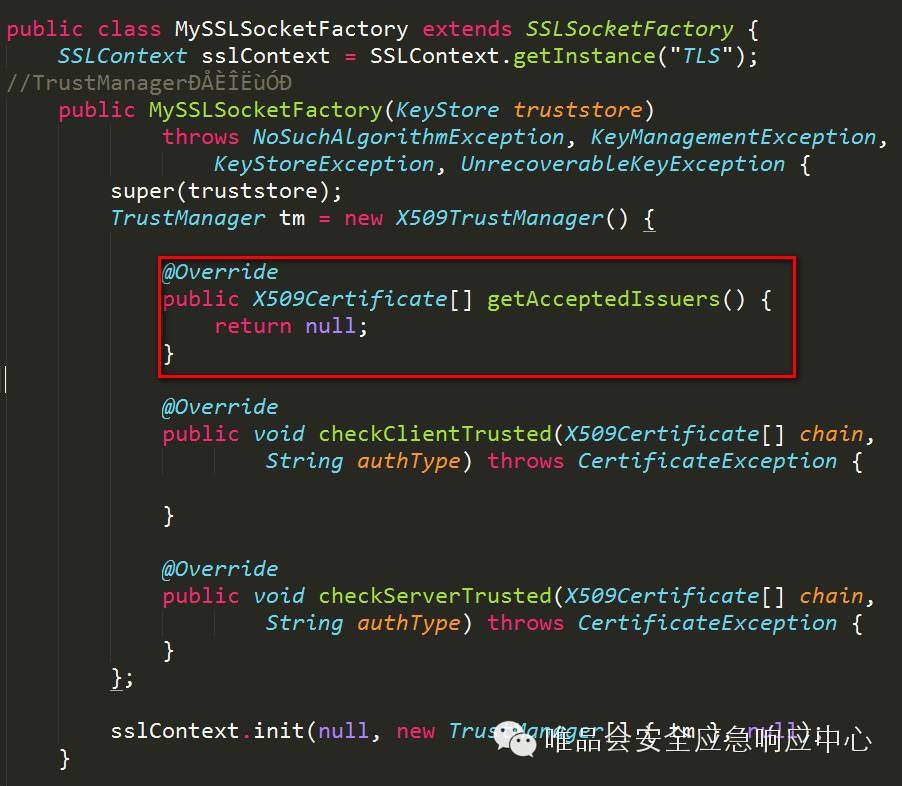 public class MySSLSocketFactory extends SSLSocketFactory {
SSLContext sslContext = SSLContext.getInstance("TLS");
//TrustManagerÐÅÈÎËùÓÐ
public MySSLSocketFactory(KeyStore truststore)
throws NoSuchAlgorithmException, KeyManagementException,
KeyStoreException, UnrecoverableKeyException {
super(truststore);
TrustManager tm = new X509TrustManager() {
@Override
public X509Certificate[] getAcceptedIssuers() {
return null;
}
@Override
public void checkClientTrusted(X509Certificate[] chain,
String authType) throws CertificateException {
}
@Override
public void checkServerTrusted(X509Certificate[] chain,
String authType) throws CertificateException {
}
};
sslContext.init(null, new TrustManager[] { tm }, null);
唯品会安全应急响应中心
}